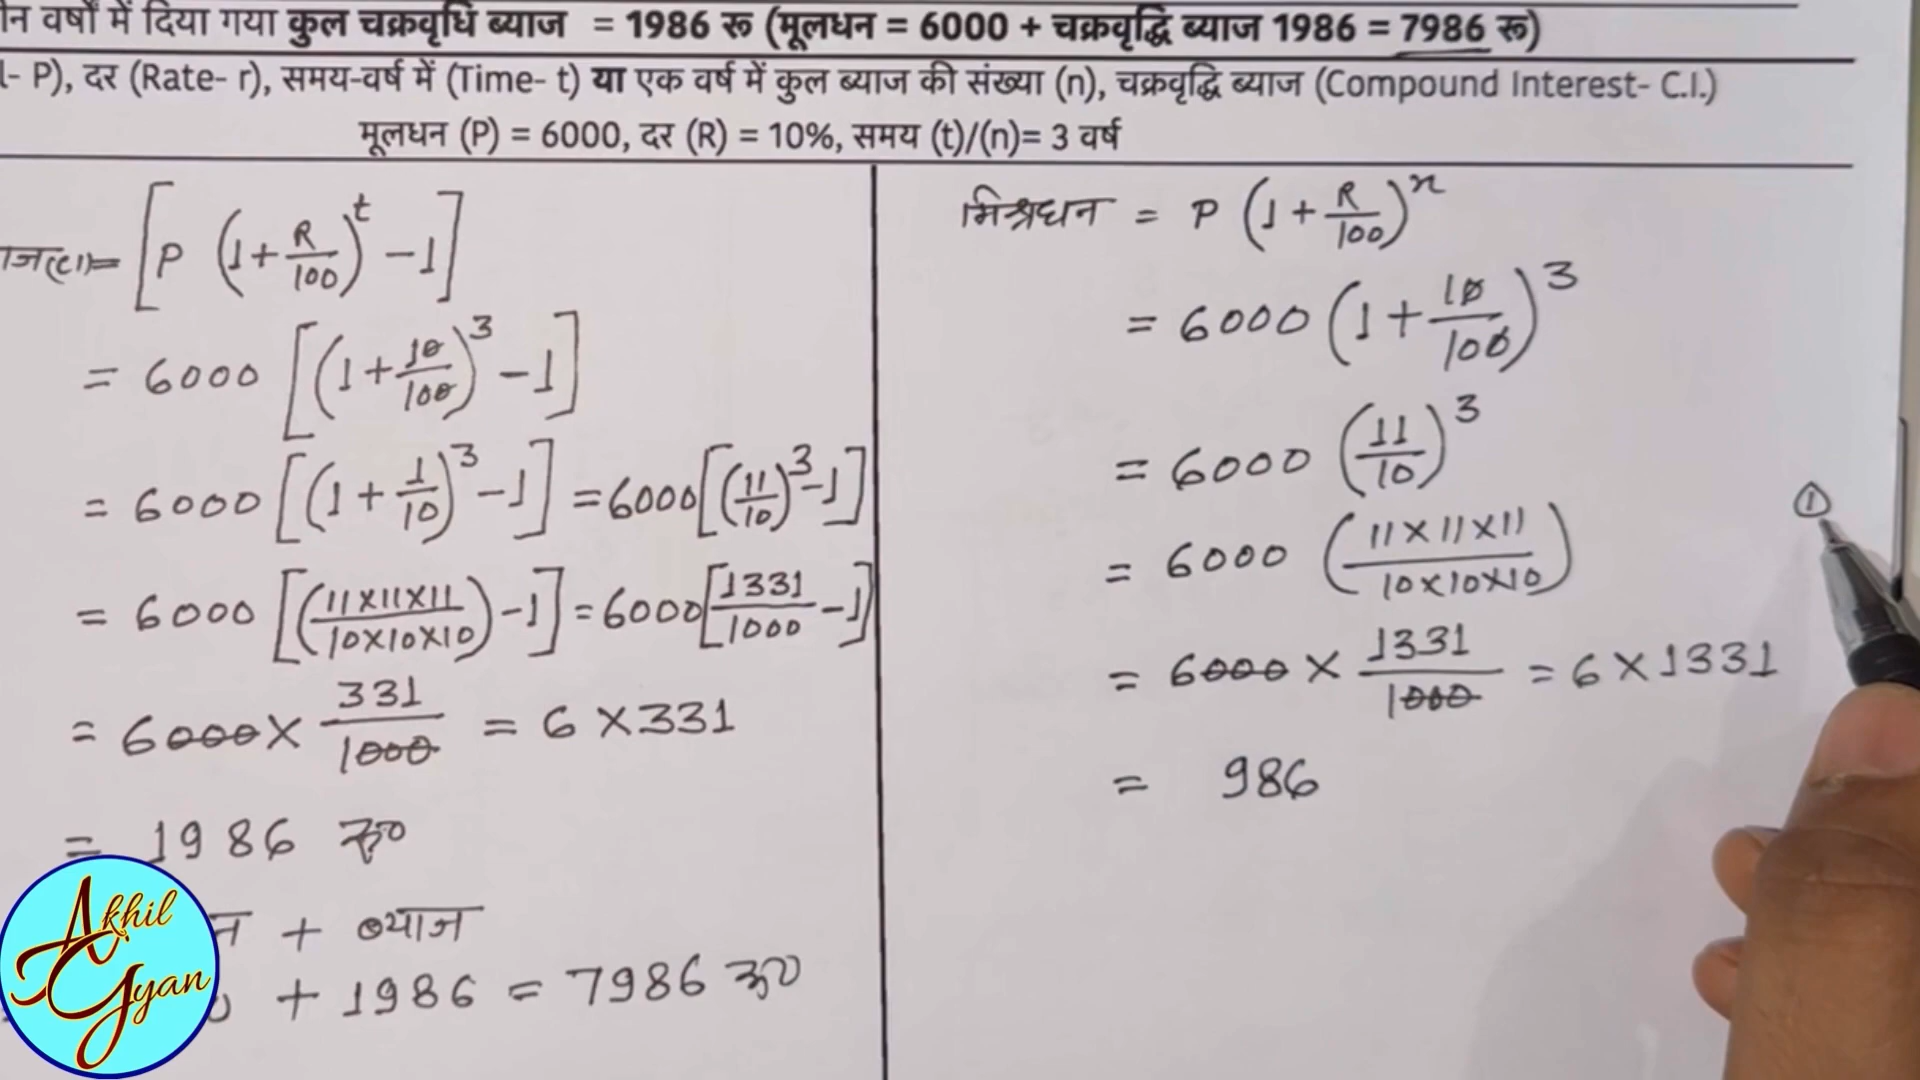 न वर्षों में दिया गया कुल चक्रवृधि ब्याज = 1986 रू (मूलधन = 6000 + चक्रवृद्धि ब्याज 1986 = 7986 रू)
l- P), दर (Rate- r), समय-वर्ष में (Time- t) या एक वर्ष में कुल ब्याज की संख्या (n), चक्रवृद्धि ब्याज (Compound Interest- C.I.)
मूलधन (P) = 6000, दर (R) = 10%, समय (t)/(n)= 3 वर्ष
ाज(CI)= [P (1+R/100)^t -1]
= 6000 [(1+10/100)^3 -1]
= 6000 [(1+1/10)^3 -1] =6000[(11/10)^3 -1]
= 6000 [(11×11×11/10×10×10)-1] =6000[1331/1000 -1]
= 6000× 331/1000 = 6 ×331
= 1986 रू०
न + ब्याज
0 + 1986 = 7986 रू०
मिश्रधन = P (1+R/100)^n
= 6000 (1+10/100)^3
= 6000 (11/10)^3
= 6000 (11×11×11/10×10×10)
= 6000 × 1331/1000 = 6×1331
= 986
①
Akhil
Gyan